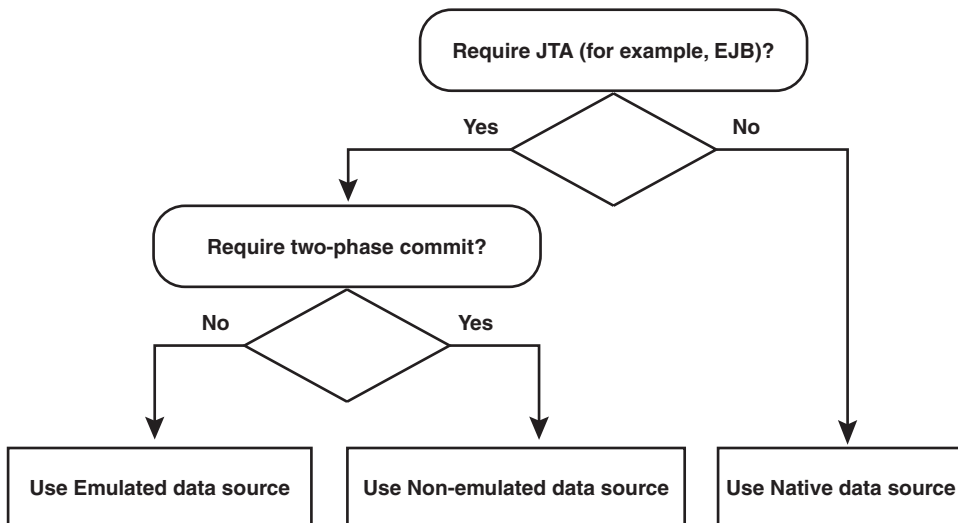 Require JTA (for example, EJB)?
Yes
No
Require two-phase commit?
No
Yes
Use Emulated data source
Use Non-emulated data source
Use Native data source